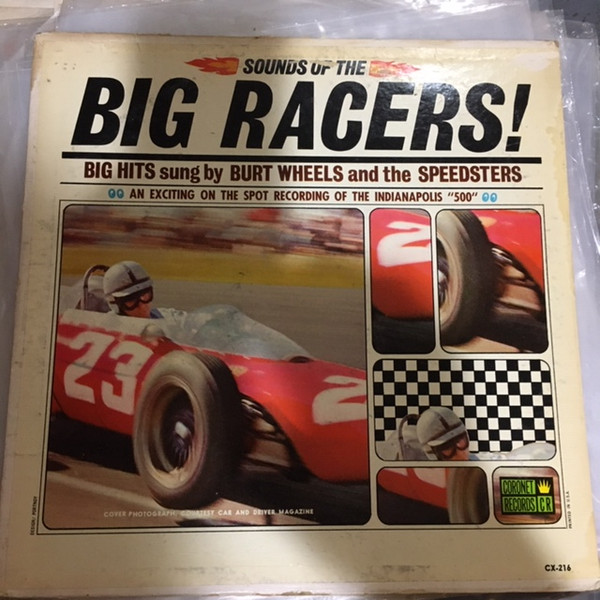 SOUNDS OF THE
BIG RACERS!
BIG HITS sung by BURT WHEELS and the SPEEDSTERS
AN EXCITING ON THE SPOT RECORDING OF THE INDIANAPOLIS "500"
23
2
2
COVER PHOTOGRAPH, COURTESY CAR AND DRIVER MAGAZINE
CORONET
RECORDS CR
DESIGN: PORTNOY
PRINTED IN U.S.A.
CX-216